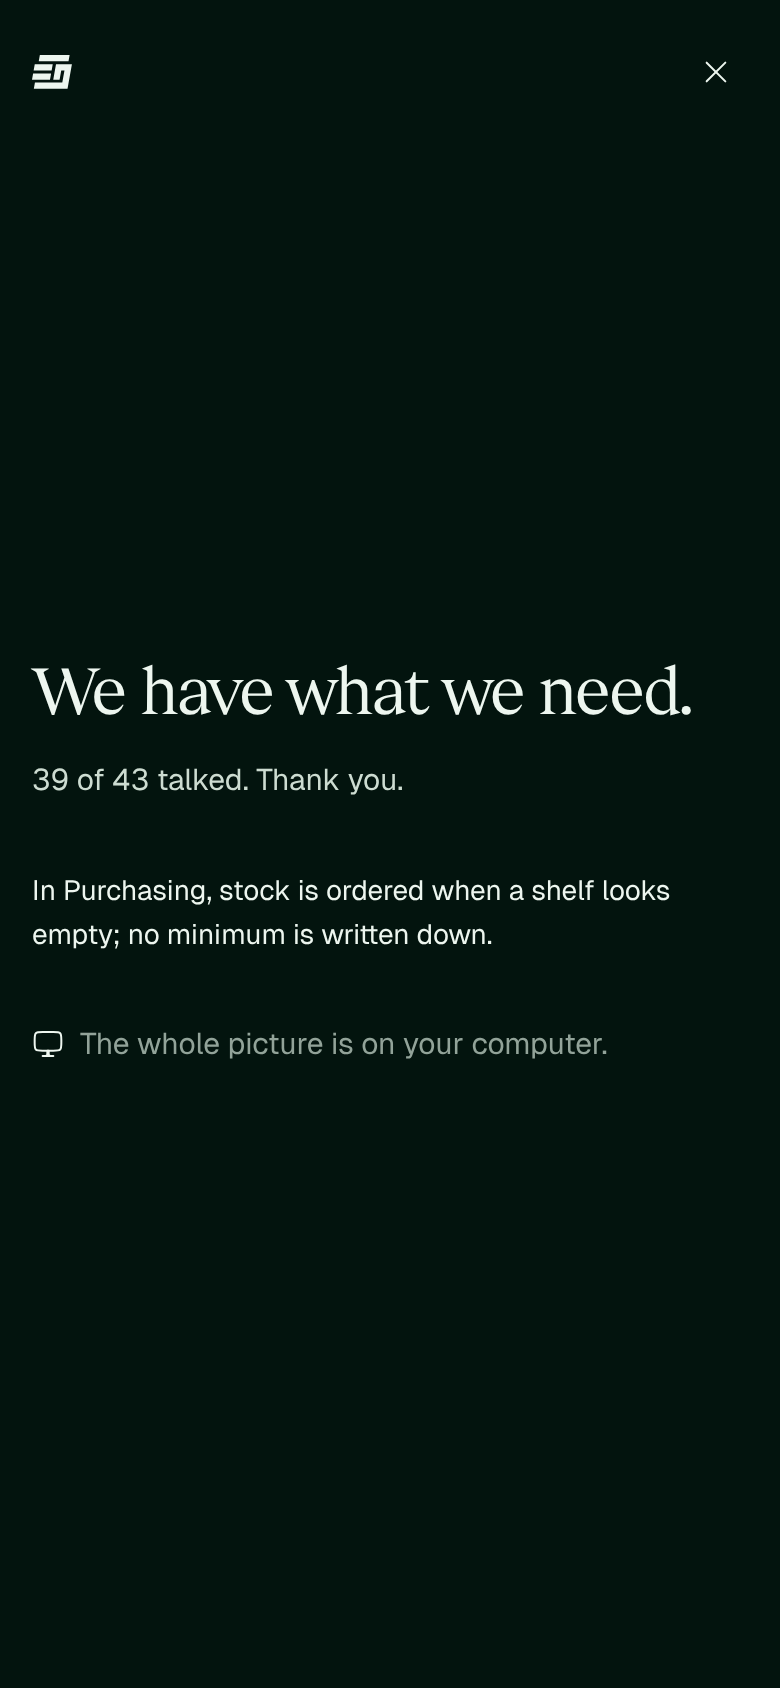 We have what we need.
39 of 43 talked. Thank you.
In Purchasing, stock is ordered when a shelf looks
empty; no minimum is written down.
The whole picture is on your computer.